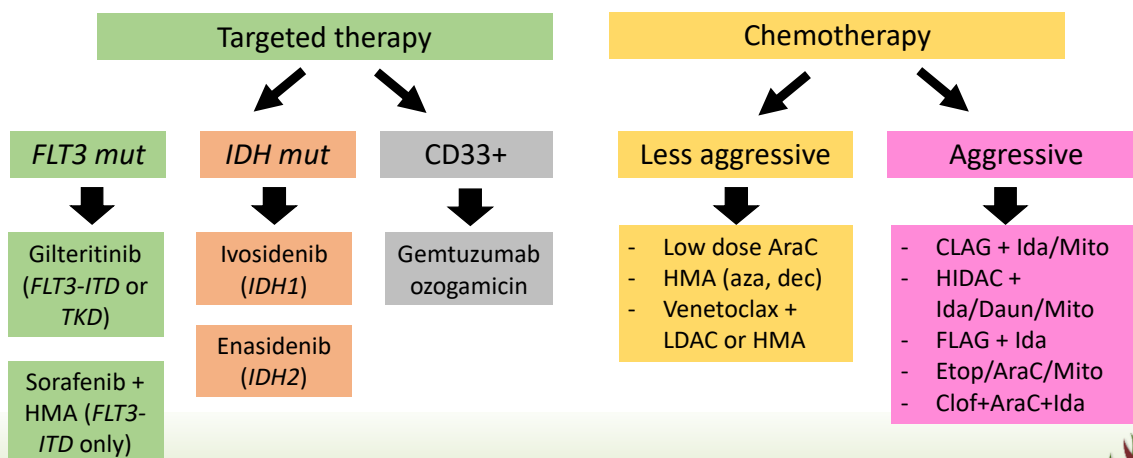 Targeted therapy
FLT3 mut
IDH mut
CD33+
Gilteritinib
(FLT3-ITD or
TKD)
Sorafenib +
HMA (FLT3-
ITD only)
Ivosidenib
(IDH1)
Enasidenib
(IDH2)
Gemtuzumab
ozogamicin
Chemotherapy
Less aggressive
Aggressive
- Low dose AraC
- HMA (aza, dec)
- Venetoclax +
LDAC or HMA
- CLAG + Ida/Mito
- HIDAC +
Ida/Daun/Mito
- FLAG + Ida
- Etop/AraC/Mito
- Clof+AraC+Ida